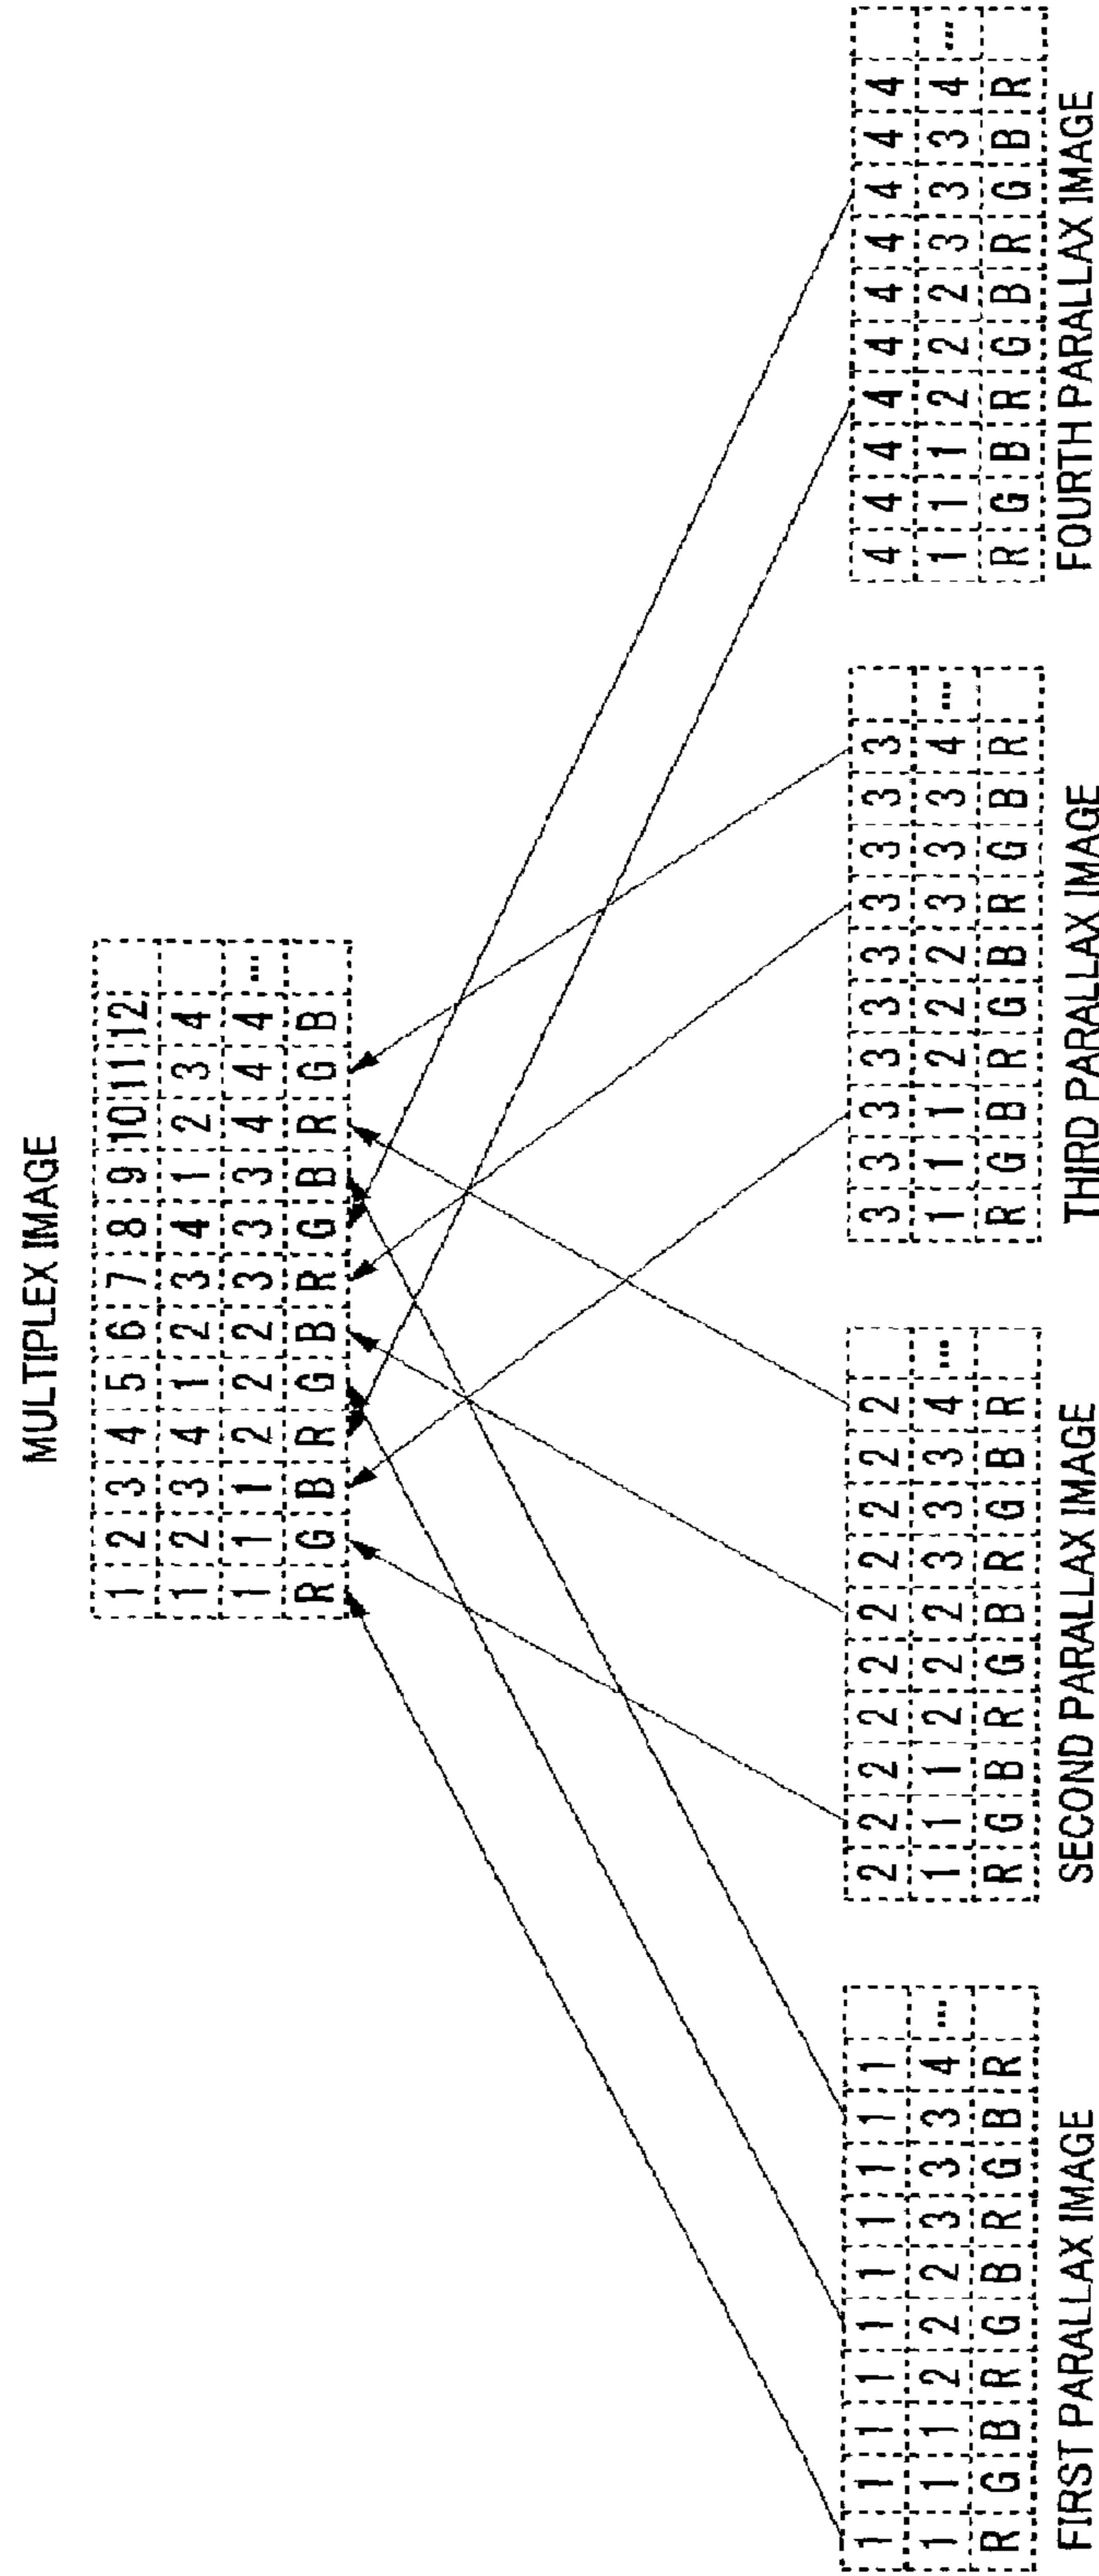 MULTIPLEX IMAGE
1 2 3 4 5 6 7 8 9 10 11 12
1 2 3 4 1 2 3 4 1 2 3 4
1 1 1 2 2 2 3 3 3 4 4 4 ...
R G B R G B R G B R G B
1 1 1 1 1 1 1 1 1 1
1 1 1 2 2 2 3 3 3 4 ...
R G B R G B R G B R
FIRST PARALLAX IMAGE
2 2 2 2 2 2 2 2 2 2
1 1 1 2 2 2 3 3 3 4 ...
R G B R G B R G B R
SECOND PARALLAX IMAGE
3 3 3 3 3 3 3 3 3 3
1 1 1 2 2 2 3 3 3 4 ...
R G B R G B R G B R
THIRD PARALLAX IMAGE
4 4 4 4 4 4 4 4 4 4
1 1 1 2 2 2 3 3 3 4 ...
R G B R G B R G B R
FOURTH PARALLAX IMAGE